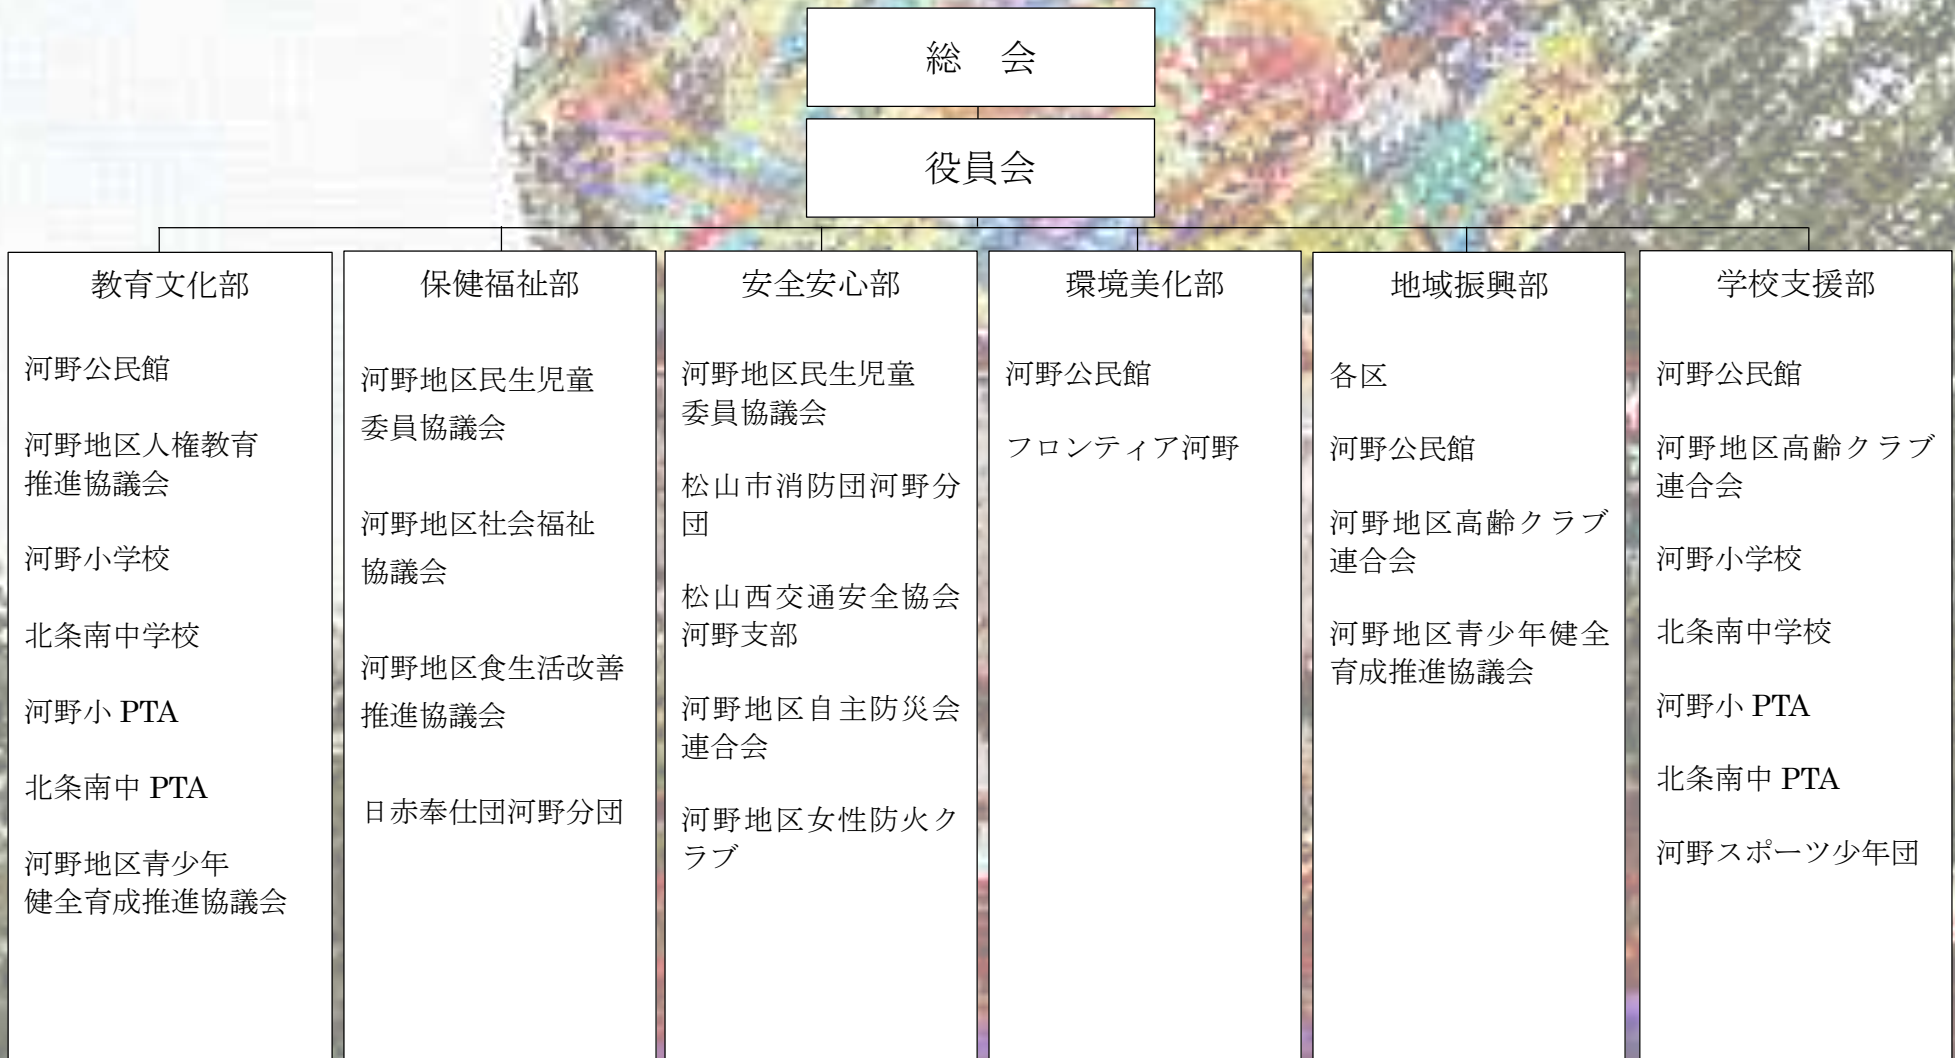 総　会
役員会
教育文化部
河野公民館
河野地区人権教育
推進協議会
河野小学校
北条南中学校
河野小 PTA
北条南中 PTA
河野地区青少年
健全育成推進協議会
保健福祉部
河野地区民生児童
委員協議会
河野地区社会福祉
協議会
河野地区食生活改善
推進協議会
日赤奉仕団河野分団
安全安心部
河野地区民生児童
委員協議会
松山市消防団河野分
団
松山西交通安全協会
河野支部
河野地区自主防災会
連合会
河野地区女性防火ク
ラブ
環境美化部
河野公民館
フロンティア河野
地域振興部
各区
河野公民館
河野地区高齢クラブ
連合会
河野地区青少年健全
育成推進協議会
学校支援部
河野公民館
河野地区高齢クラブ
連合会
河野小学校
北条南中学校
河野小 PTA
北条南中 PTA
河野スポーツ少年団